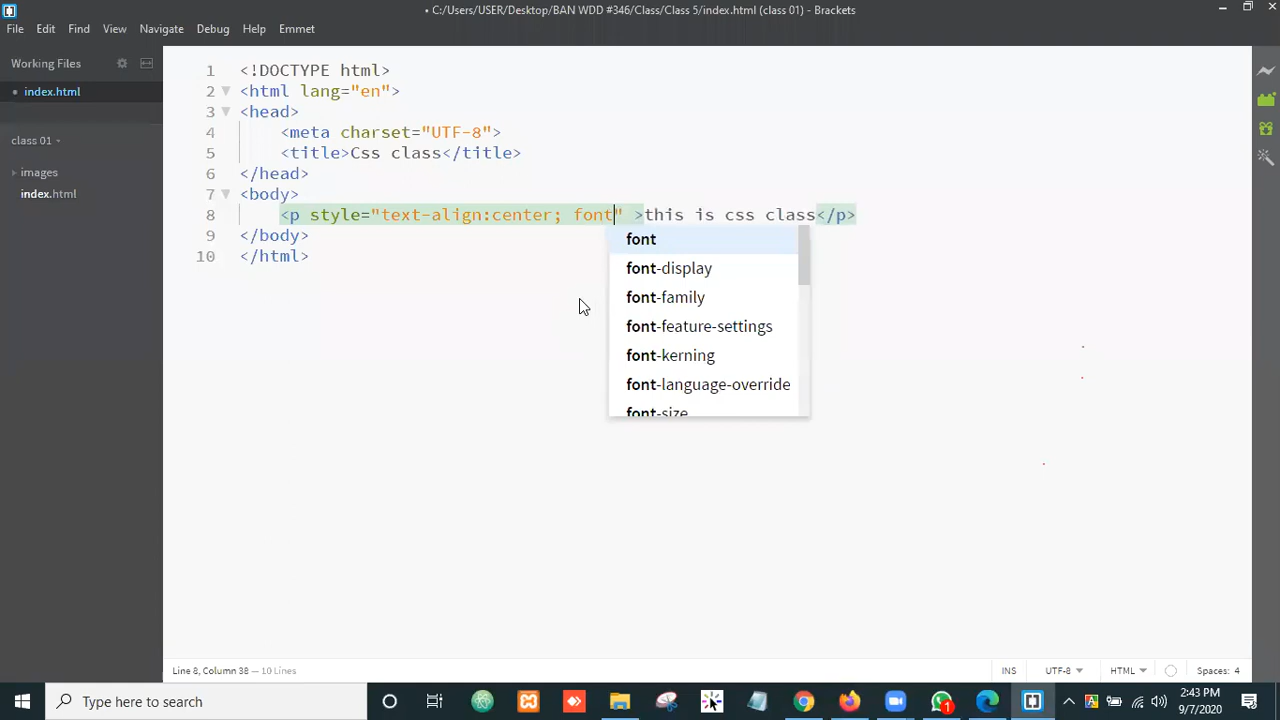 • C:/Users/USER/Desktop/BAN WDD #346/Class/Class 5/index.html (class 01) - Brackets
File Edit Find View Navigate Debug Help Emmet
Working Files
• index.html
class 01
images
index.html
1 <!DOCTYPE html>
2 <html lang="en">
3 <head>
4 <meta charset="UTF-8">
5 <title>Css class</title>
6 </head>
7 <body>
8 <p style="text-align:center; font" >this is css class</p>
9 </body>
10 </html>
font
font-display
font-family
font-feature-settings
font-kerning
font-language-override
font-size
Line 8, Column 38 — 10 Lines
INS UTF-8 HTML Spaces: 4
Type here to search
1
2:43 PM
9/7/2020